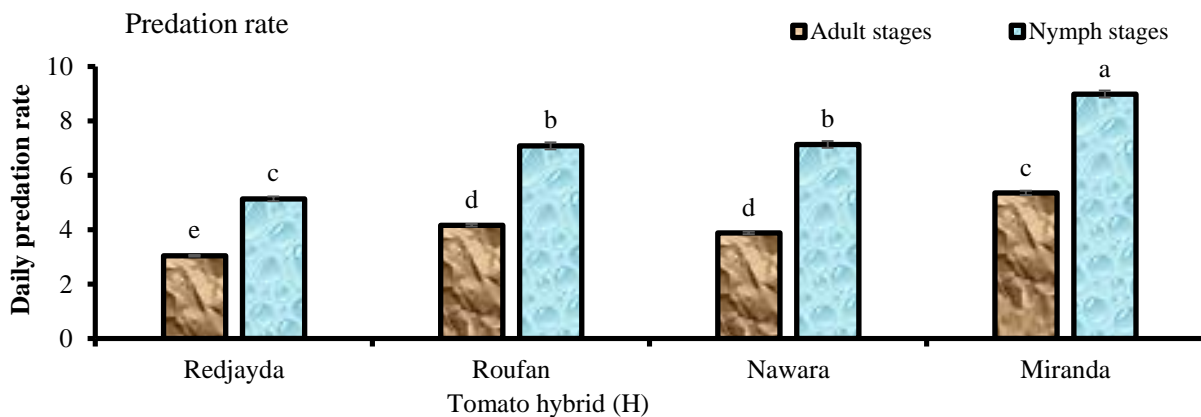 Predation rate
Adult stages
Nymph stages
Daily predation rate
10
8
6
4
2
0
e
c
d
b
d
b
c
a
Redjayda
Roufan
Nawara
Miranda
Tomato hybrid (H)